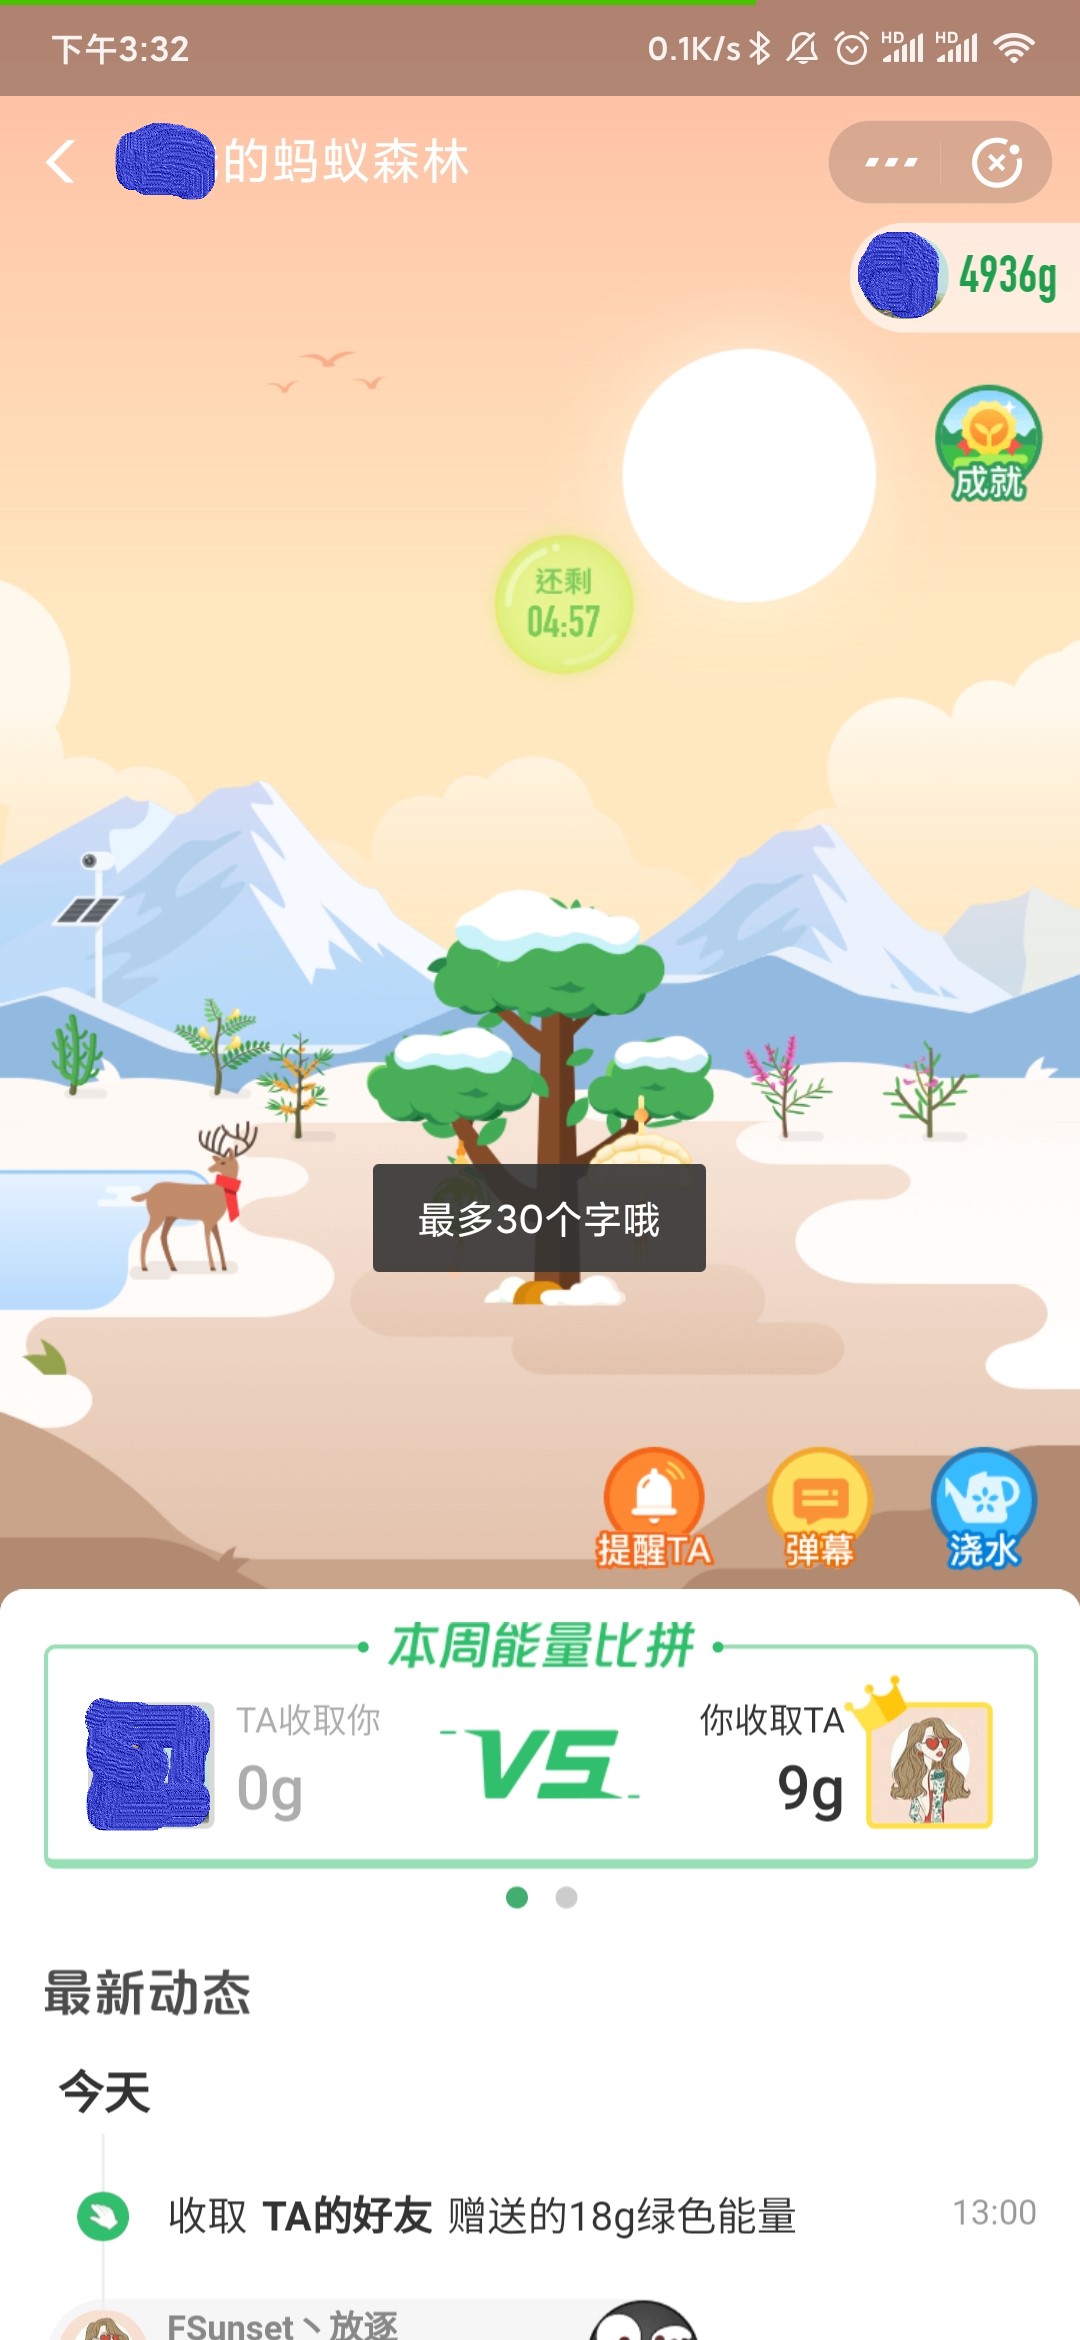 下午3:32
0.1K/s
HD
HD
的蚂蚁森林
4936g
成就
还剩
04:57
最多30个字哦
提醒TA
弹幕
浇水
本周能量比拼
TA收取你
0g
VS
你收取TA
9g
最新动态
今天
收取 TA的好友 赠送的18g绿色能量
13:00
FSunset丶放逐